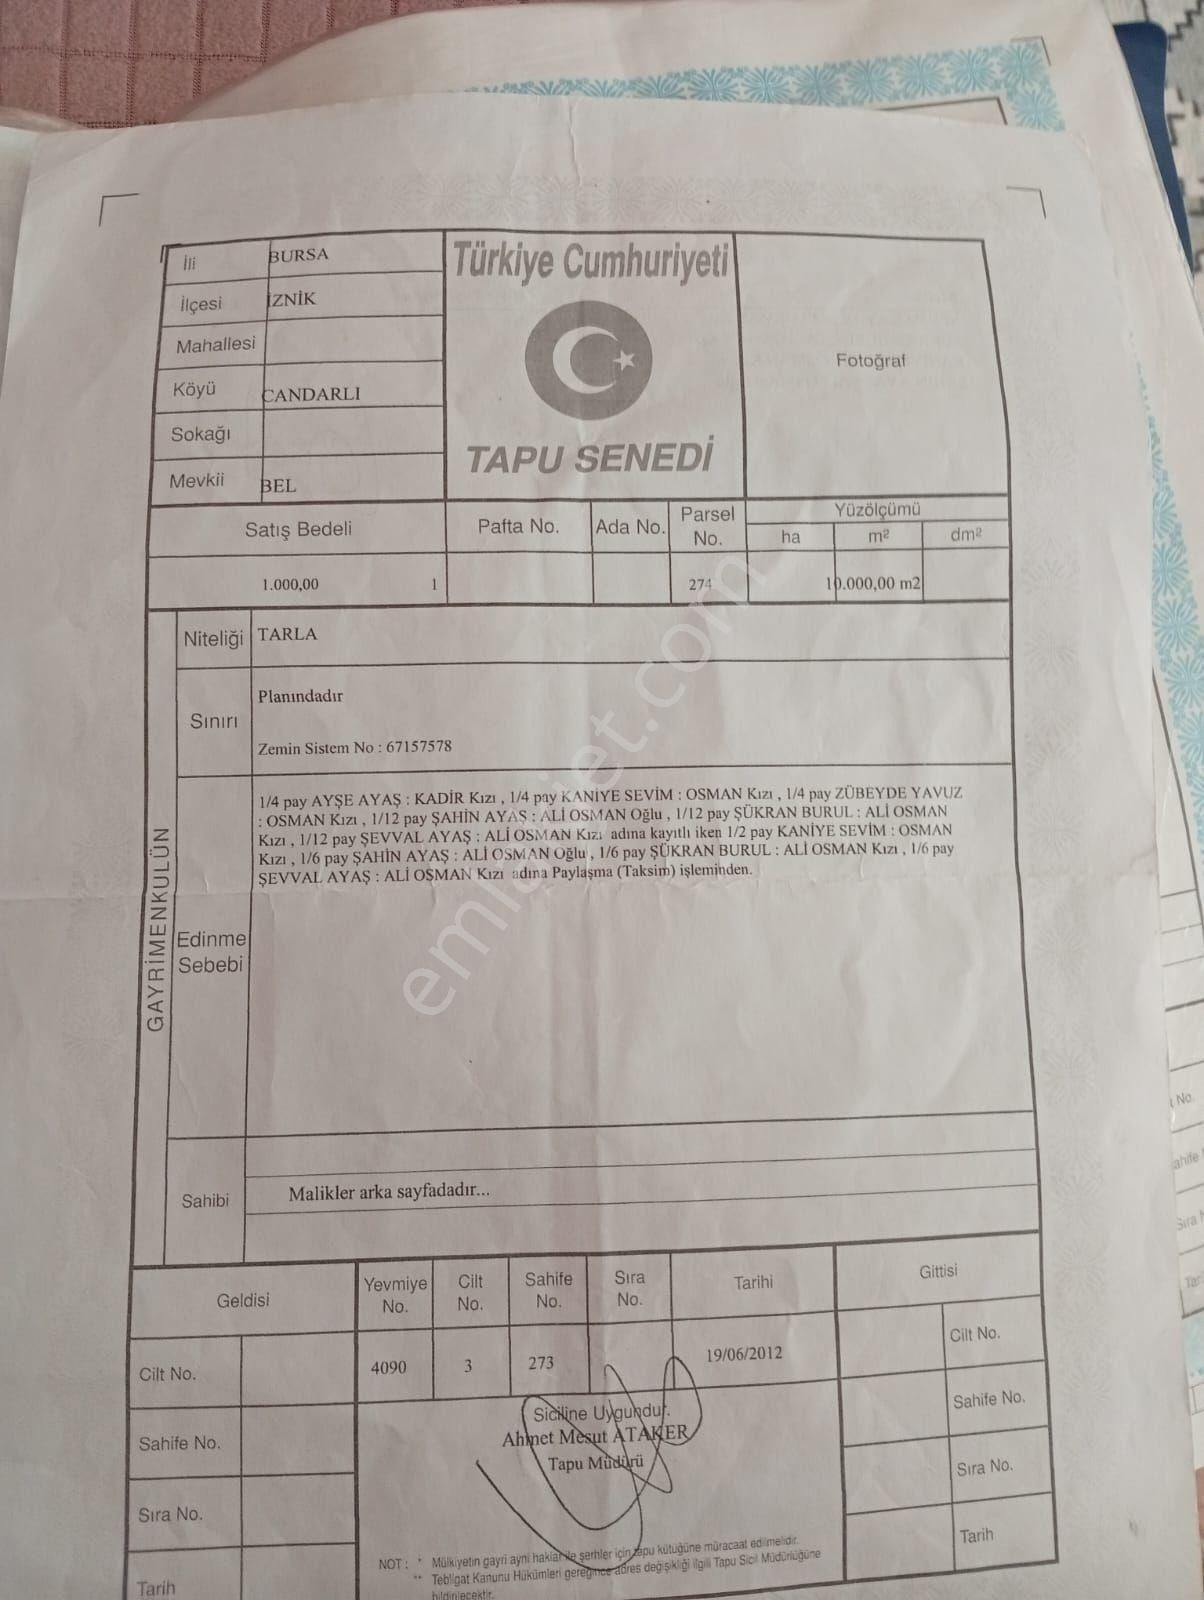 İli BURSA
İlçesi İZNİK
Mahallesi
Köyü CANDARLI
Sokağı
Mevkii BEL
Türkiye Cumhuriyeti
TAPU SENEDİ
Fotoğraf
Satış Bedeli Pafta No. Ada No. Parsel No. Yüzölçümü
ha m² dm²
1.000,00 1 274 10.000,00 m2
GAYRİMENKULÜN
Niteliği TARLA
Sınırı
Planındadır
Zemin Sistem No : 67157578
Edinme Sebebi
1/4 pay AYŞE AYAŞ : KADİR Kızı , 1/4 pay KANİYE SEVİM : OSMAN Kızı , 1/4 pay ZÜBEYDE YAVUZ
: OSMAN Kızı , 1/12 pay ŞAHİN AYAŞ : ALİ OSMAN Oğlu , 1/12 pay ŞÜKRAN BURUL : ALİ OSMAN
Kızı , 1/12 pay ŞEVVAL AYAŞ : ALİ OSMAN Kızı adına kayıtlı iken 1/2 pay KANİYE SEVİM : OSMAN
Kızı , 1/6 pay ŞAHİN AYAŞ : ALİ OSMAN Oğlu , 1/6 pay ŞÜKRAN BURUL : ALİ OSMAN Kızı , 1/6 pay
ŞEVVAL AYAŞ : ALİ OSMAN Kızı adına Paylaşma (Taksim) işleminden.
Sahibi Malikler arka sayfadadır...
Geldisi Yevmiye No. Cilt No. Sahife No. Sıra No. Tarihi Gittisi
Cilt No. 4090 3 273 19/06/2012 Cilt No.
Sahife No. Sahife No.
Sıra No. Sıra No.
Tarih Tarih
Siciline Uygundur.
Ahmet Mesut ATAKER
Tapu Müdürü
NOT : * Mülkiyetin gayri ayni haklar ile şerhler için tapu kütüğüne müracaat edilmelidir.
** Tebligat Kanunu Hükümleri gereğince adres değişikliği ilgili Tapu Sicil Müdürlüğüne
bildirilecektir.
emlakjet.com
No.
Sıra
Tar